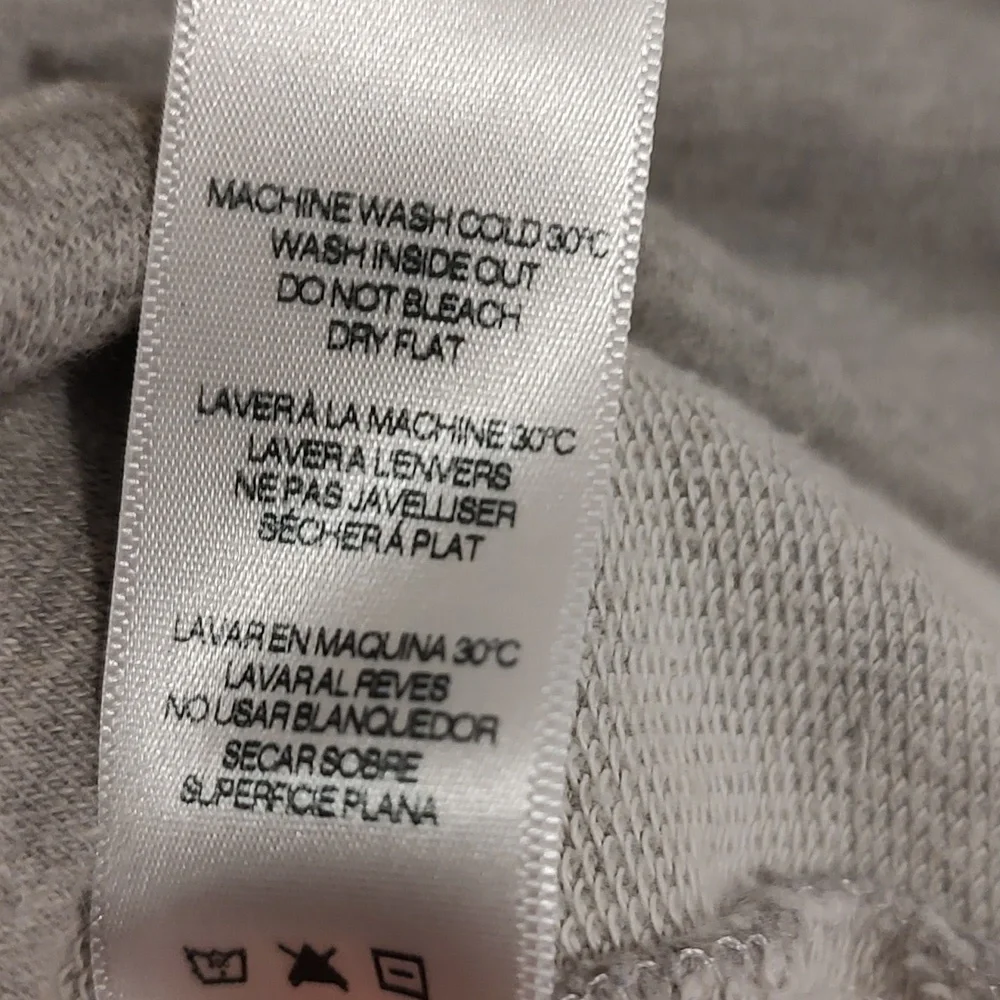 MACHINE WASH COLD 30°C
WASH INSIDE OUT
DO NOT BLEACH
DRY FLAT
LAVER À LA MACHINE 30°C
LAVER A L'ENVERS
NE PAS JAVELLISER
SÉCHER À PLAT
LAVAR EN MAQUINA 30°C
LAVAR AL REVES
NO USAR BLANQUEDOR
SECAR SOBRE
SUPERFICIE PLANA